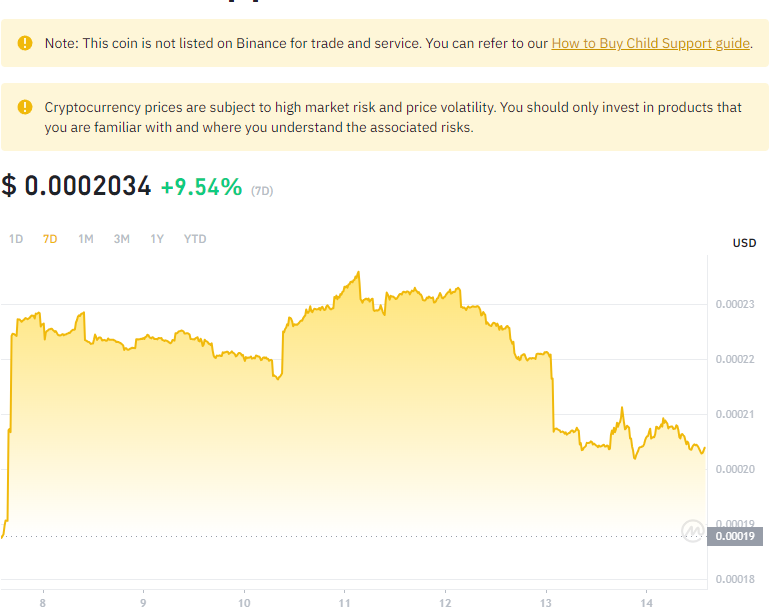 Note: This coin is not listed on Binance for trade and service. You can refer to our How to Buy Child Support guide.
Cryptocurrency prices are subject to high market risk and price volatility. You should only invest in products that
you are familiar with and where you understand the associated risks.
$ 0.0002034 +9.54% (7D)
1D 7D 1M 3M 1Y YTD
USD
0.00023
0.00022
0.00021
0.00020
0.00019
0.00019
0.00018
8 9 10 11 12 13 14